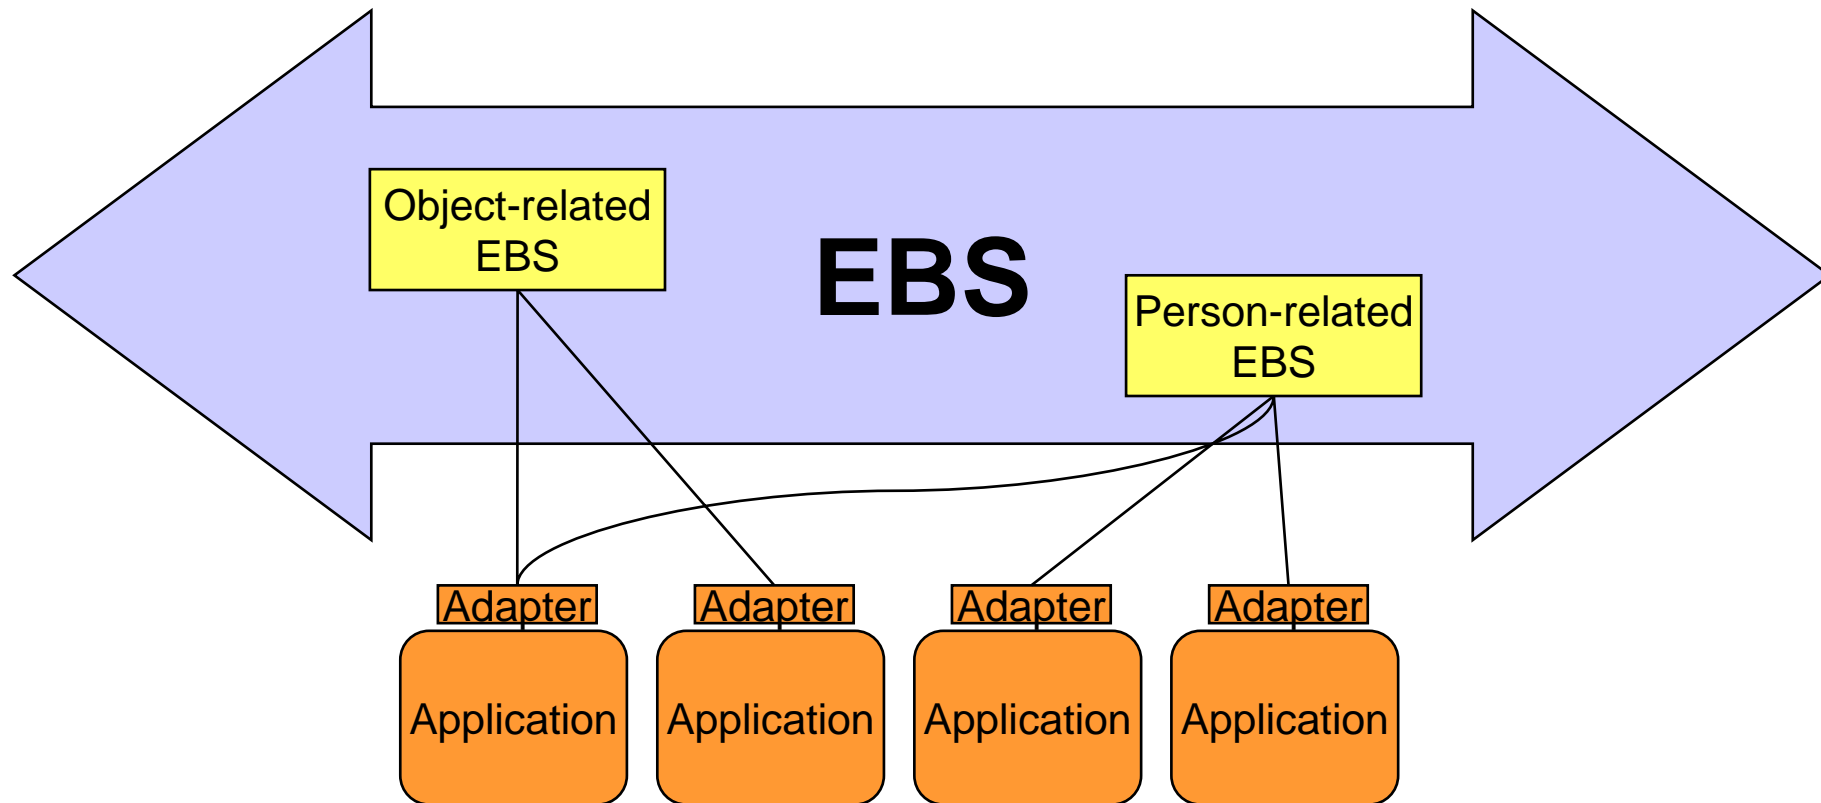 Object-related
EBS
EBS
Person-related
EBS
Adapter
Adapter
Adapter
Adapter
Application
Application
Application
Application